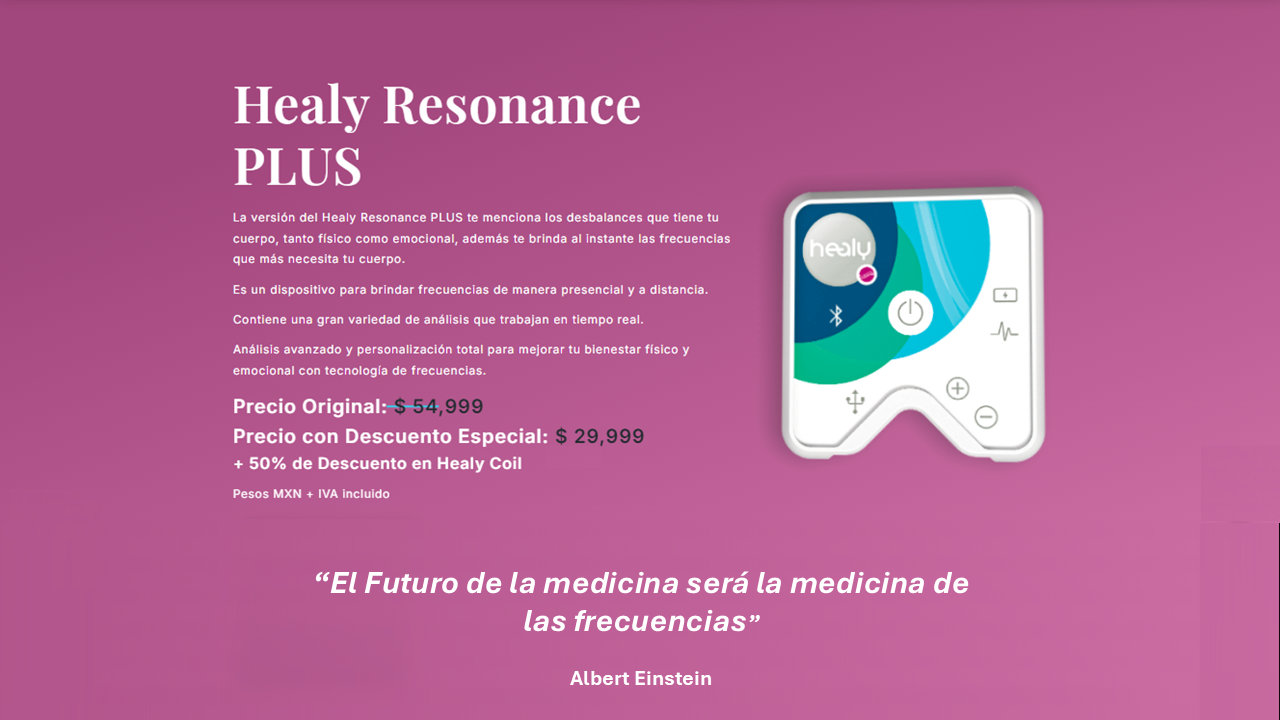 Healy Resonance
PLUS
La versión del Healy Resonance PLUS te menciona los desbalances que tiene tu
cuerpo, tanto físico como emocional, además te brinda al instante las frecuencias
que más necesita tu cuerpo.
Es un dispositivo para brindar frecuencias de manera presencial y a distancia.
Contiene una gran variedad de análisis que trabajan en tiempo real.
Análisis avanzado y personalización total para mejorar tu bienestar físico y
emocional con tecnología de frecuencias.
Precio Original: $ 54,999
Precio con Descuento Especial: $ 29,999
+ 50% de Descuento en Healy Coil
Pesos MXN + IVA incluido
healy
“El Futuro de la medicina será la medicina de
las frecuencias”
Albert Einstein